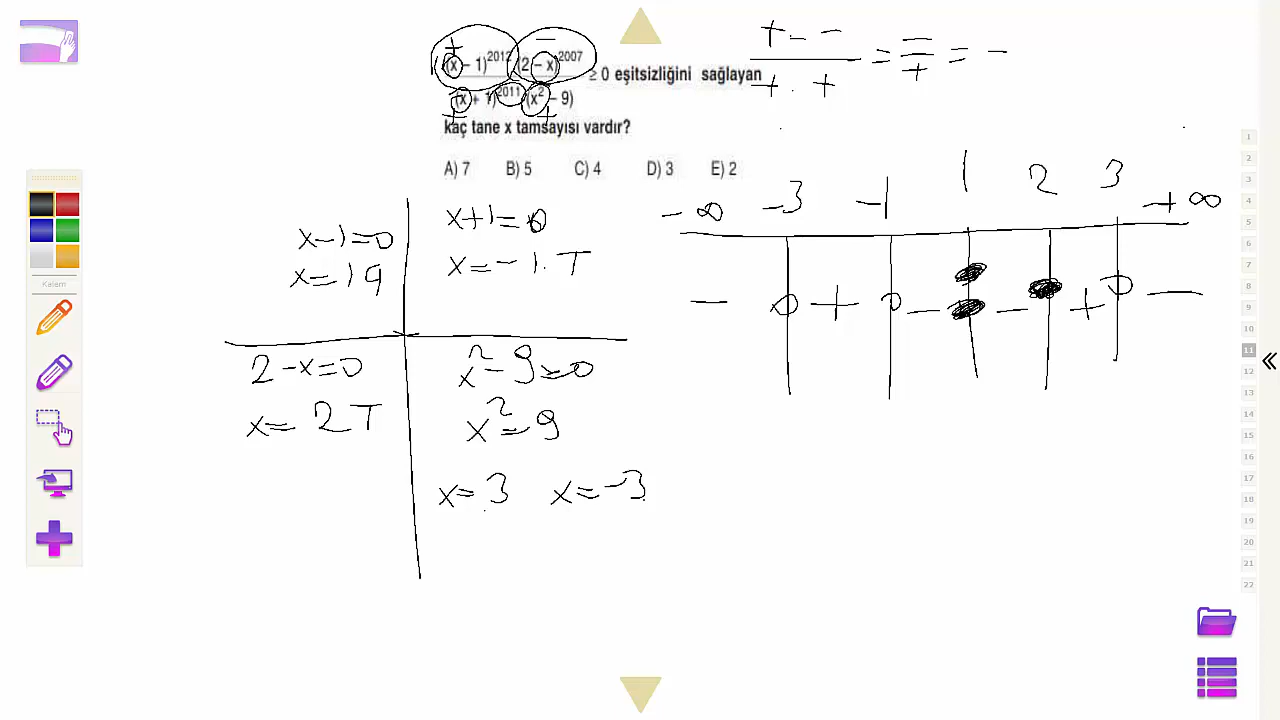 (x – 1)^2012 (2 – x)^2007
(x + 1)^2011 (x² – 9)
≥ 0 eşitsizliğini sağlayan
kaç tane x tamsayısı vardır?
A) 7 B) 5 C) 4 D) 3 E) 2
+ - -
+ . +
= = = -
+
x-1=0
x=1 Ç
x+1=0
x=-1. T
2-x=0
x= 2 T
x²-9=0
x²=9
x=3 x=-3
-∞ -3 -1 1 2 3 +∞
- 0 + 0 - - + 0 -
Kalem
1
2
3
4
5
6
7
8
9
10
11
12
13
14
15
16
17
18
19
20
21
22